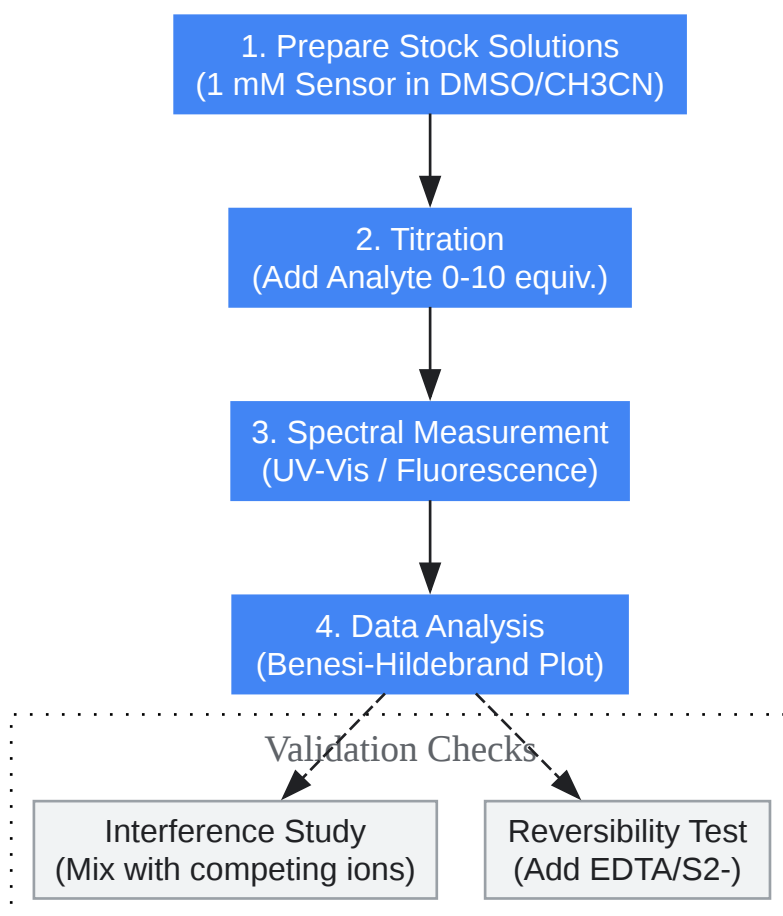 1. Prepare Stock Solutions
(1 mM Sensor in DMSO/CH3CN)
2. Titration
(Add Analyte 0-10 equiv.)
3. Spectral Measurement
(UV-Vis / Fluorescence)
4. Data Analysis
(Benesi-Hildebrand Plot)
Validation Checks
Interference Study
(Mix with competing ions)
Reversibility Test
(Add EDTA/S2-)